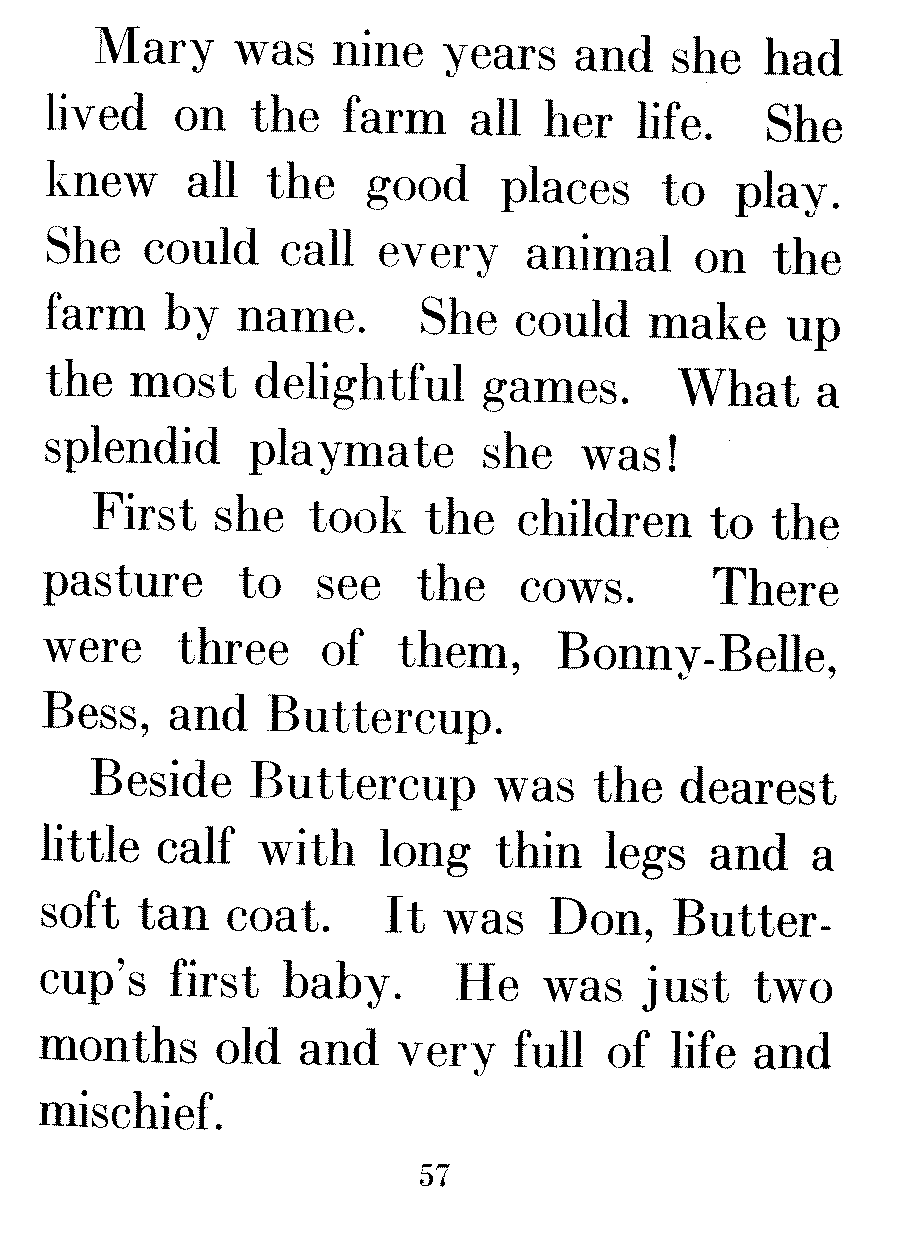 Mary was nine years and she had
lived on the farm all her life. She
knew all the good places to play.
She could call every animal on the
farm by name. She could make up
the most delightful games. What a
splendid playmate she was!
First she took the children to the
pasture to see the cows. There
were three of them, Bonny-Belle,
Bess, and Buttercup.
Beside Buttercup was the dearest
little calf with long thin legs and a
soft tan coat. It was Don, Butter-
cup's first baby. He was just two
months old and very full of life and
mischief.
57